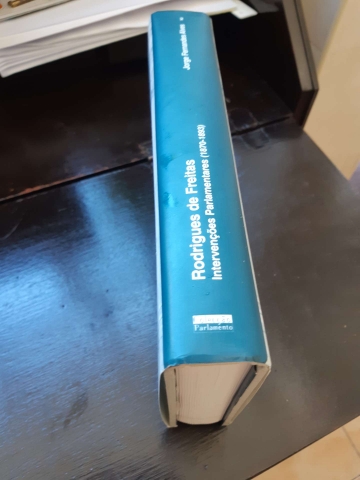 Jorge Fernandes Alves
Rodrigues de Freitas
Intervenções Parlamentares (1870-1893)
Parlamento